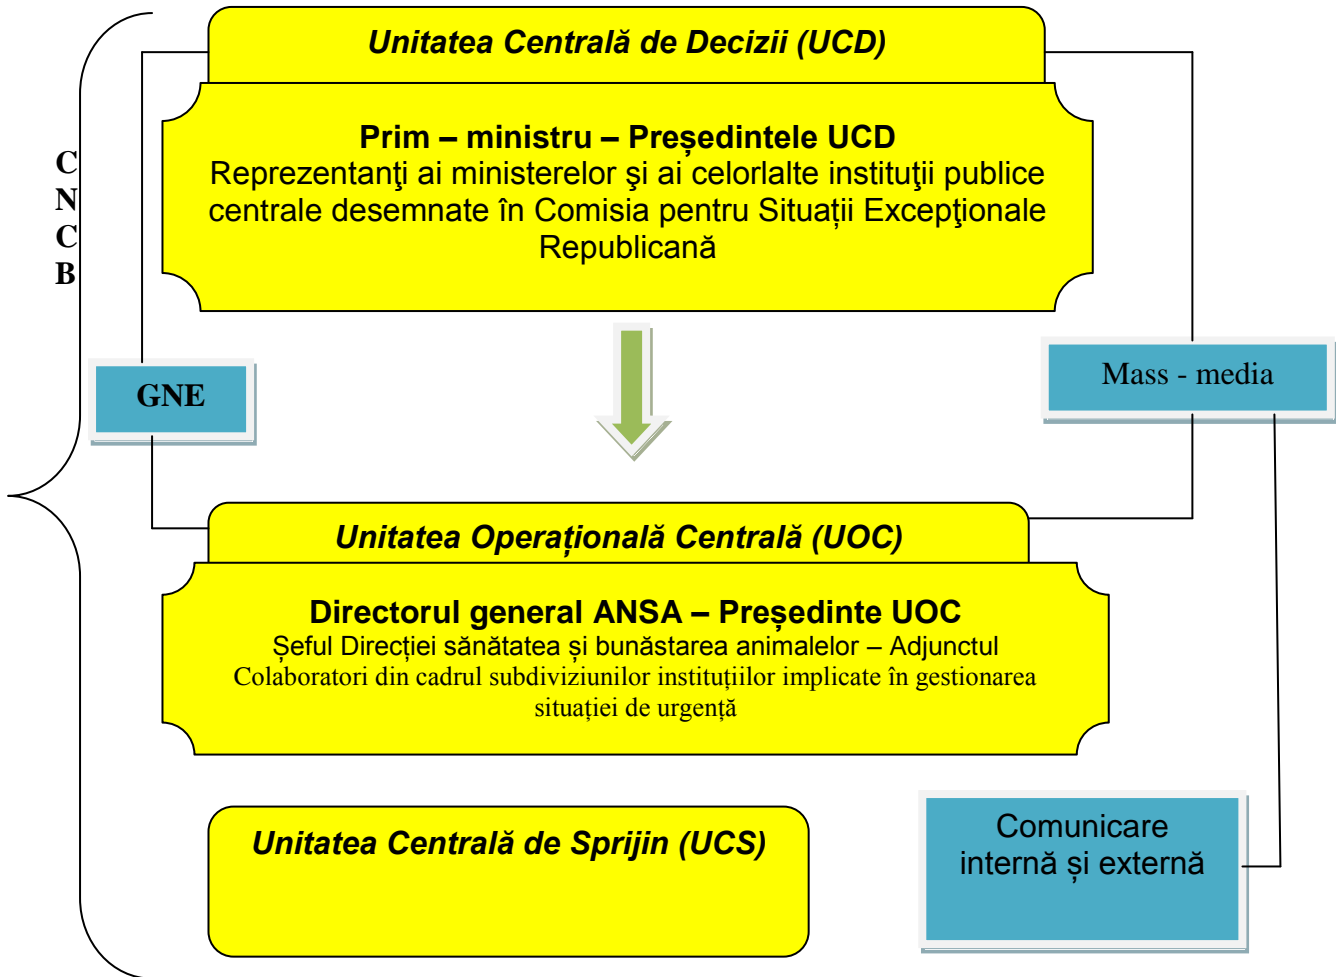 Unitatea Centrală de Decizii (UCD)
Prim – ministru – Președintele UCD
Reprezentanţi ai ministerelor şi ai celorlalte instituţii publice
centrale desemnate în Comisia pentru Situații Excepţionale
Republicană
C
N
C
B
GNE
Mass - media
Unitatea Operațională Centrală (UOC)
Directorul general ANSA – Președinte UOC
Șeful Direcției sănătatea și bunăstarea animalelor – Adjunctul
Colaboratori din cadrul subdiviziunilor instituțiilor implicate în gestionarea
situației de urgență
Unitatea Centrală de Sprijin (UCS)
Comunicare
internă și externă